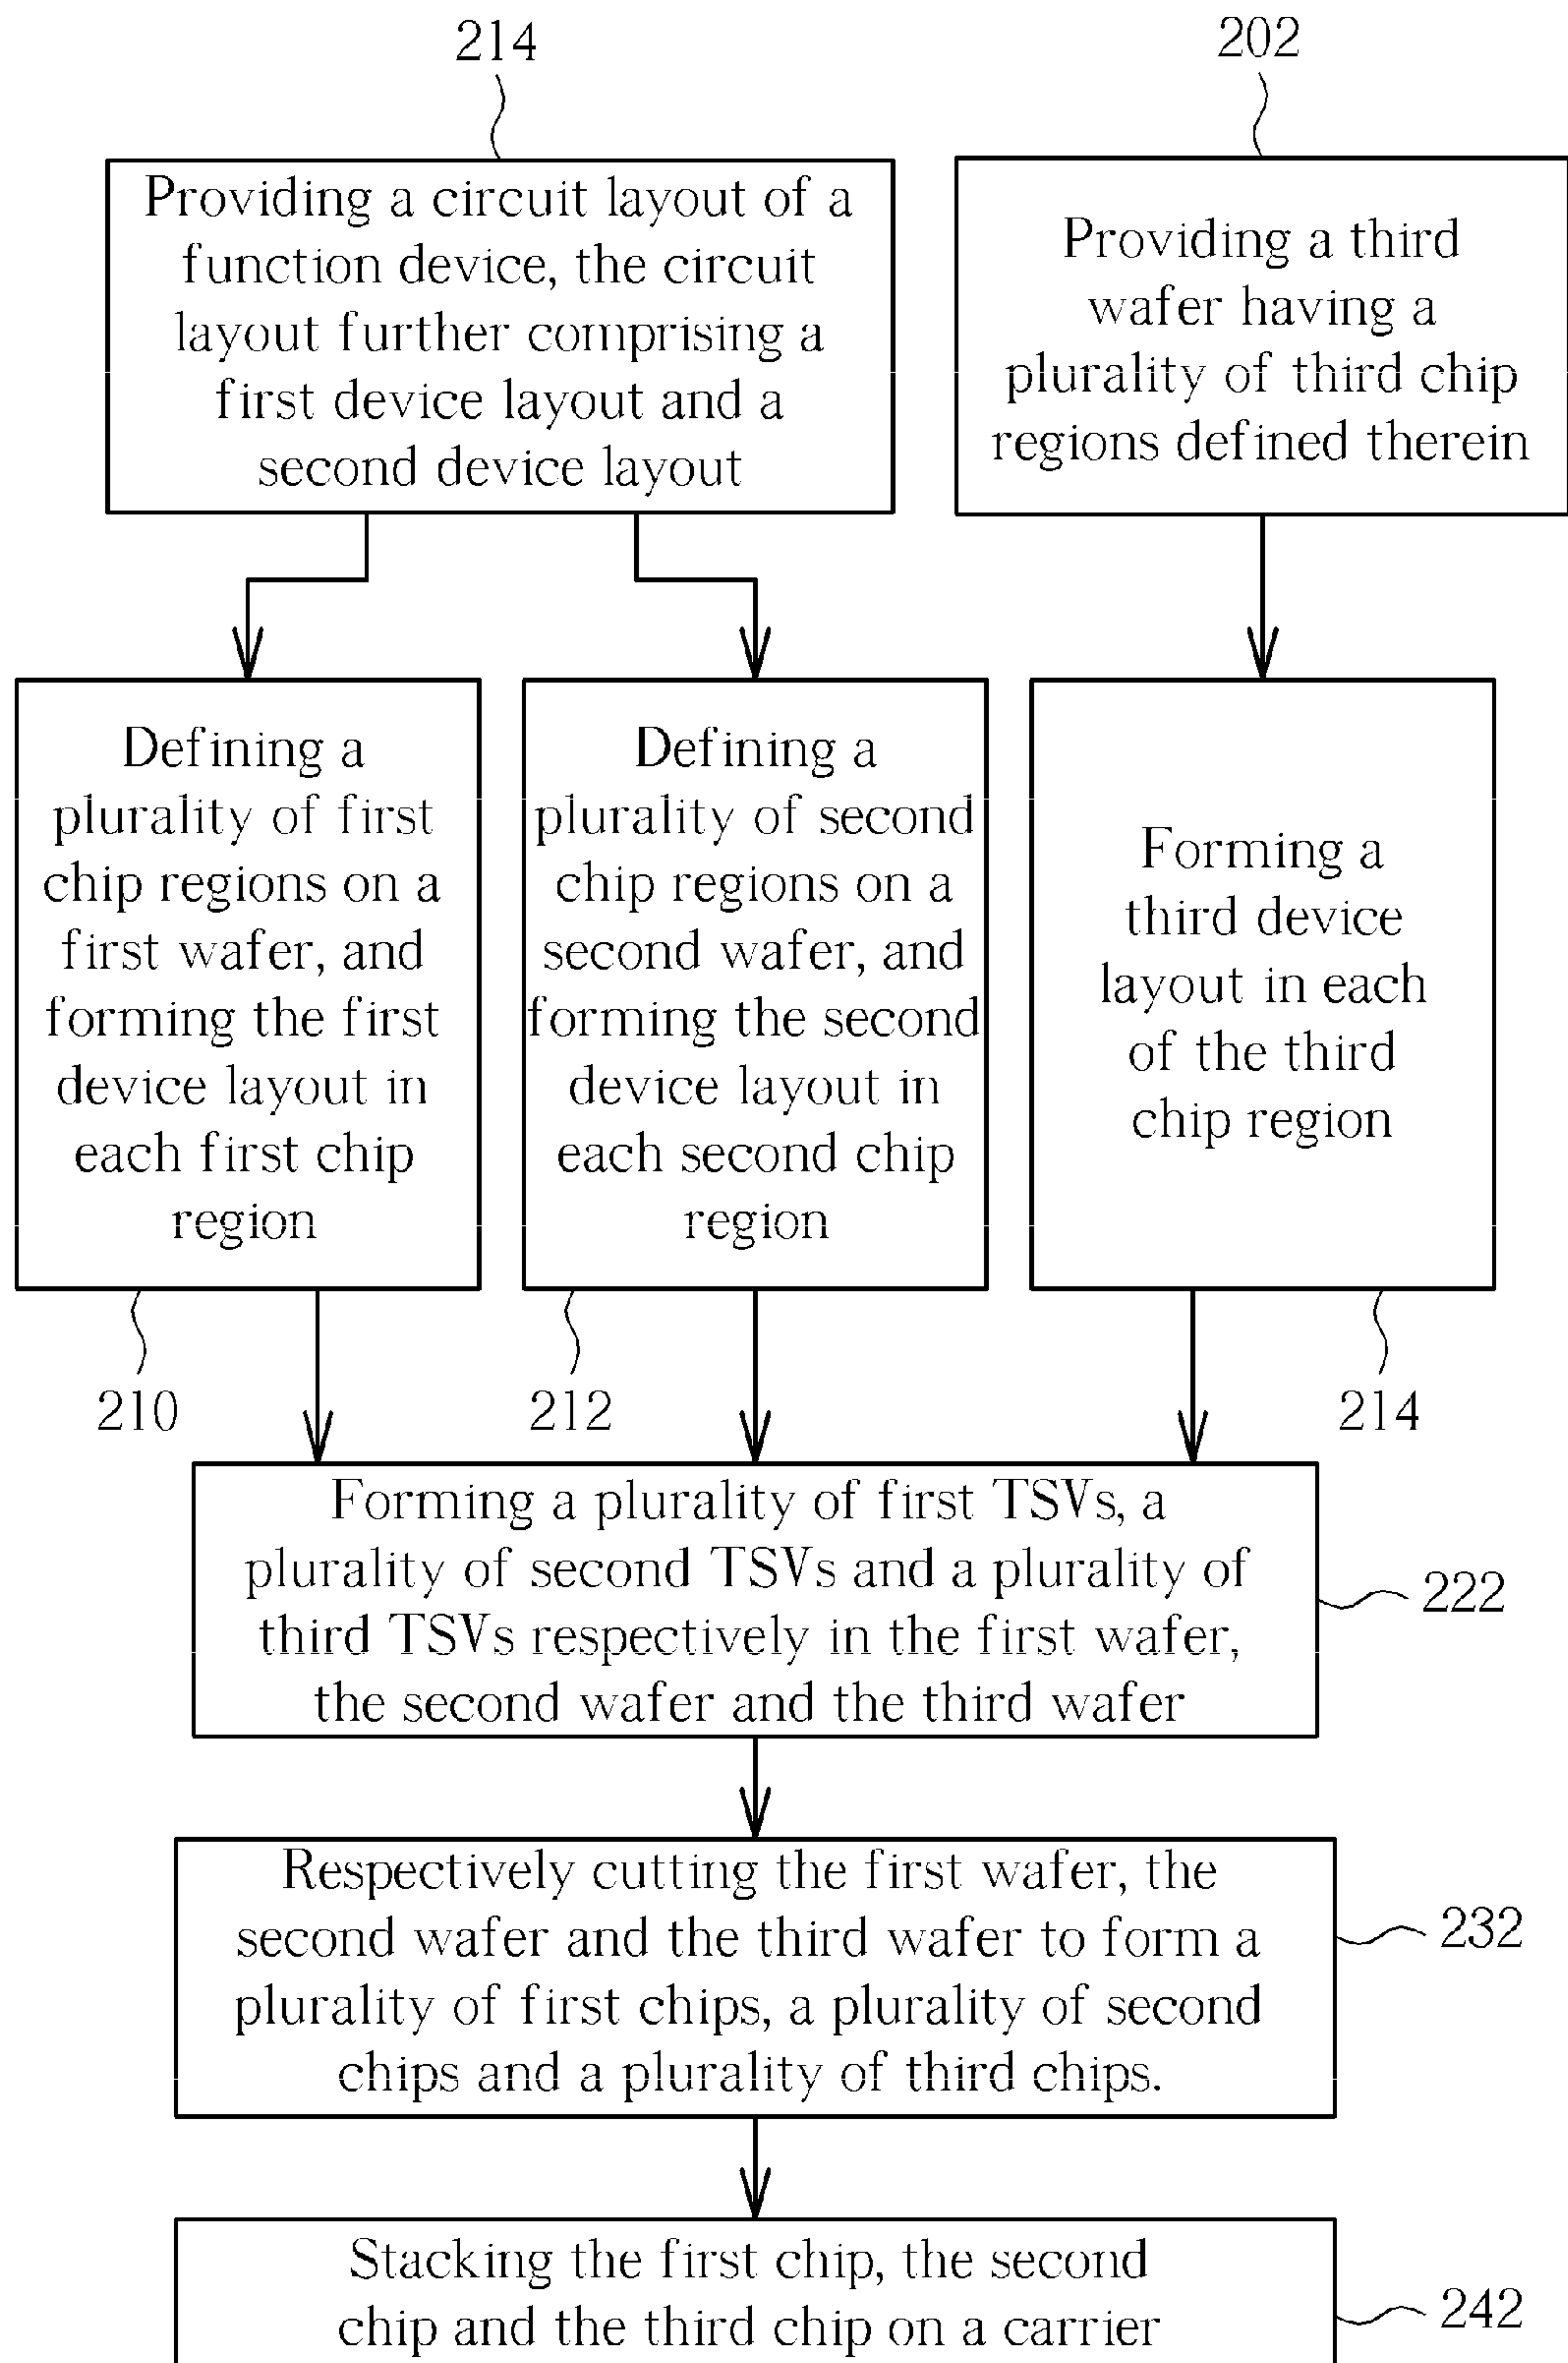 214
Providing a circuit layout of a
function device, the circuit
layout further comprising a
first device layout and a
second device layout
202
Providing a third
wafer having a
plurality of third chip
regions defined therein
Defining a
plurality of first
chip regions on a
first wafer, and
forming the first
device layout in
each first chip
region
210
Defining a
plurality of second
chip regions on a
second wafer, and
forming the second
device layout in
each second chip
region
212
Forming a
third device
layout in each
of the third
chip region
214
Forming a plurality of first TSVs, a
plurality of second TSVs and a plurality of
third TSVs respectively in the first wafer,
the second wafer and the third wafer
222
Respectively cutting the first wafer, the
second wafer and the third wafer to form a
plurality of first chips, a plurality of second
chips and a plurality of third chips.
232
Stacking the first chip, the second
chip and the third chip on a carrier
242